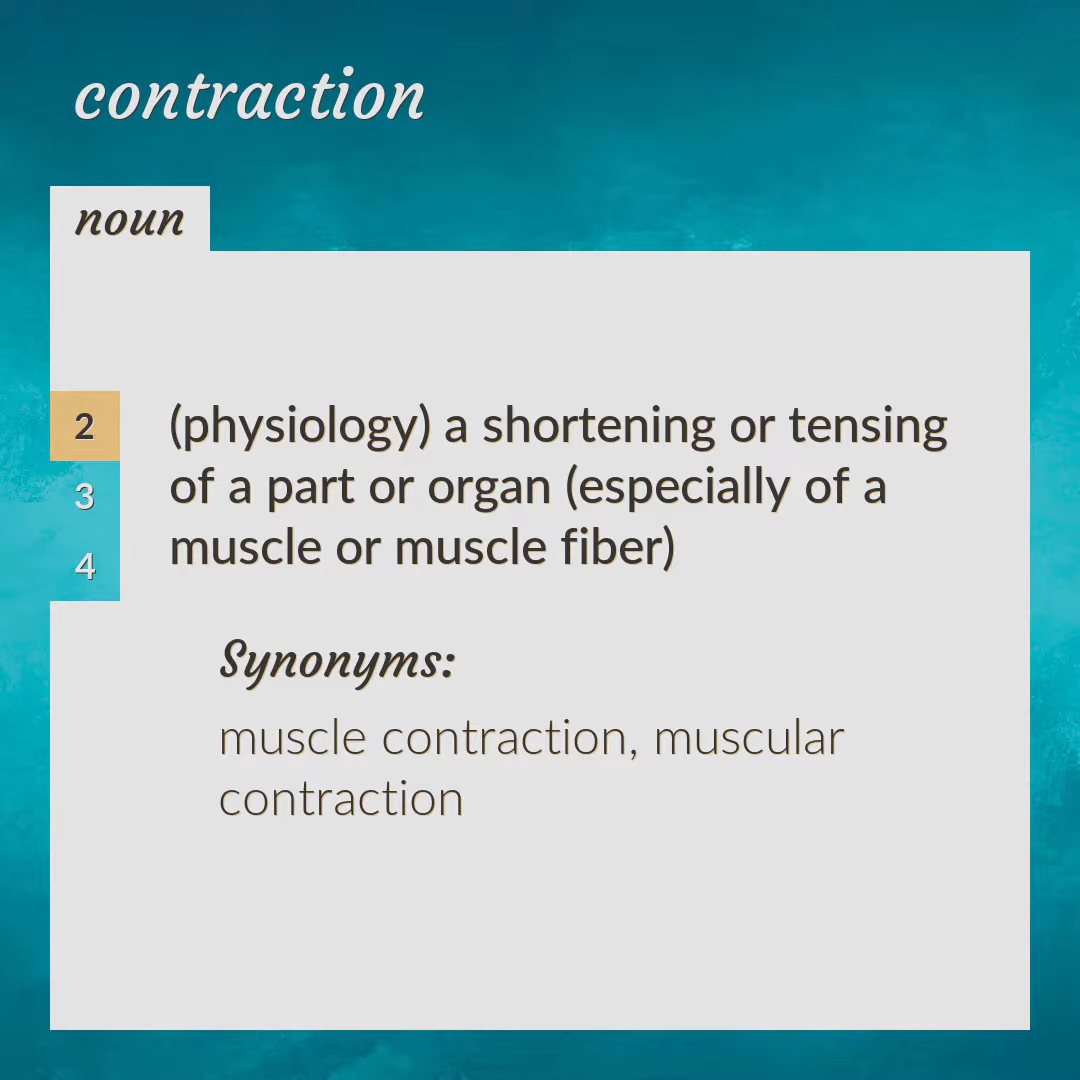 contraction
noun
2
3
4
(physiology) a shortening or tensing
of a part or organ (especially of a
muscle or muscle fiber)
Synonyms:
muscle contraction, muscular
contraction